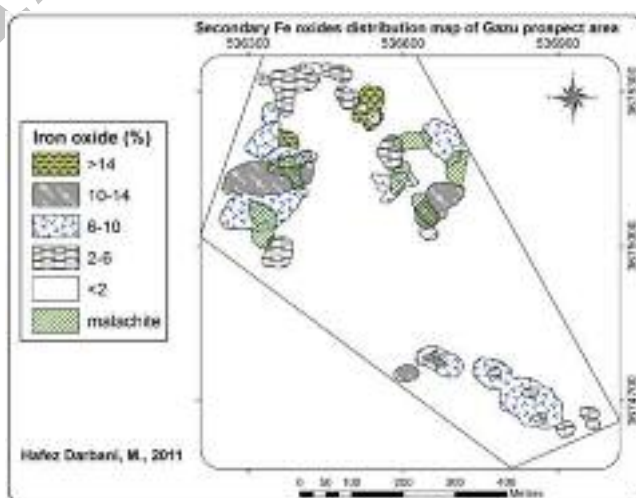 Secondary Fe oxides distribution map of Gazu prospect area
536300 536600 536900
Iron oxide (%)
>14
10-14
6-10
2-6
<2
malachite
Hafez Darbani, M., 2011
0 50 100 200 300 400
Metres